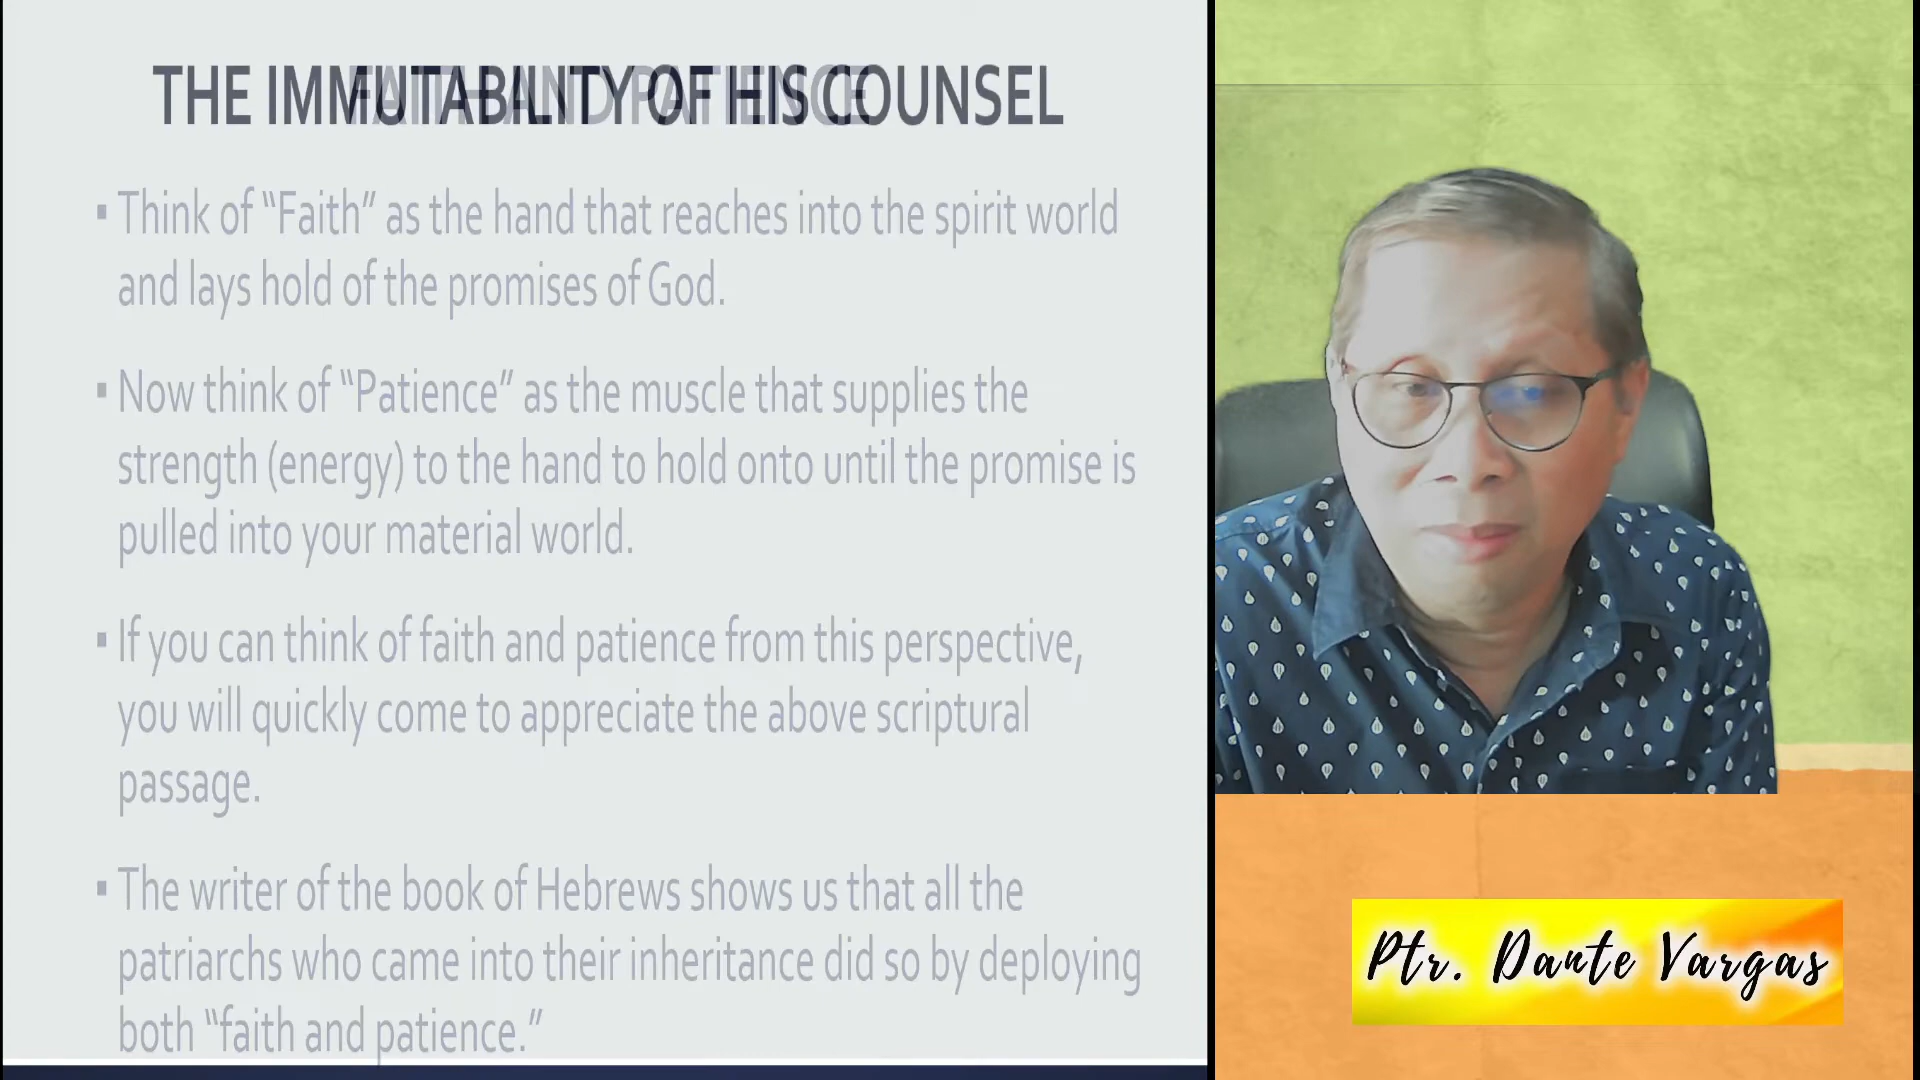 THE IMMUTABILITY OF HIS COUNSEL
FAITH AND PATIENCE
▪ Think of “Faith” as the hand that reaches into the spirit world
and lays hold of the promises of God.
▪ Now think of “Patience” as the muscle that supplies the
strength (energy) to the hand to hold onto until the promise is
pulled into your material world.
▪ If you can think of faith and patience from this perspective,
you will quickly come to appreciate the above scriptural
passage.
▪ The writer of the book of Hebrews shows us that all the
patriarchs who came into their inheritance did so by deploying
both “faith and patience.”
Ptr. Dante Vargas